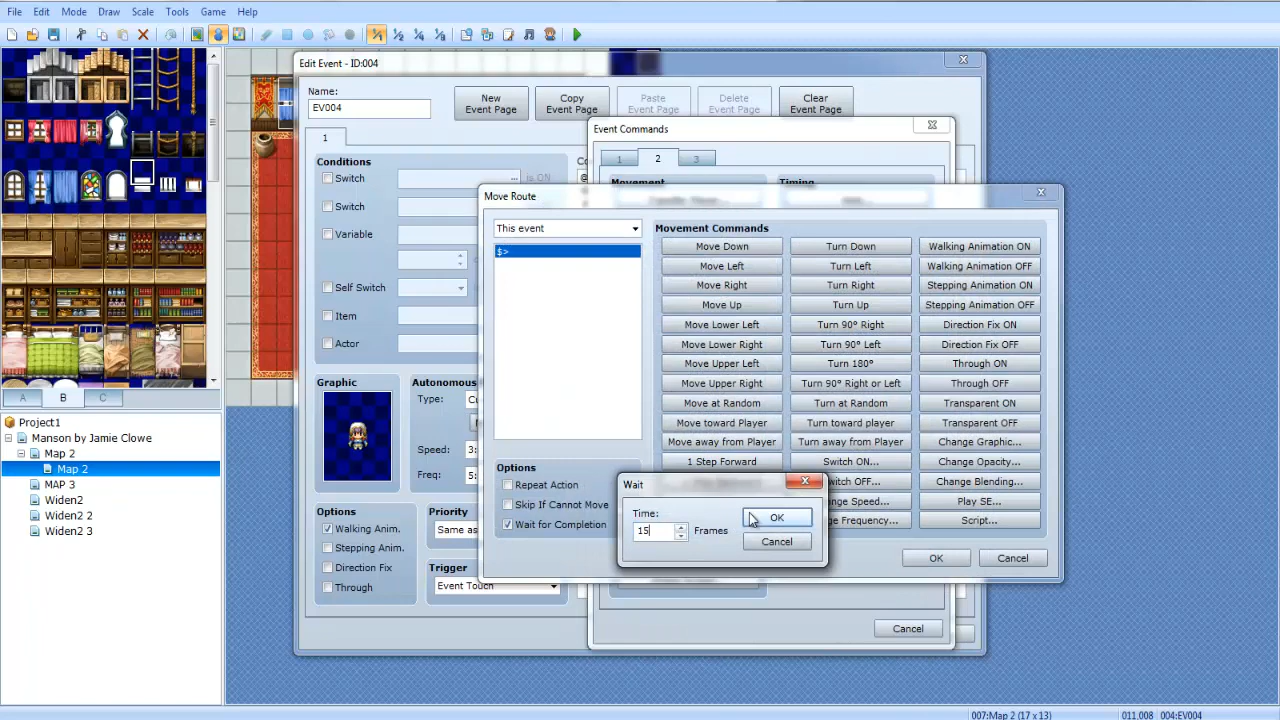 File Edit Mode Draw Scale Tools Game Help
Edit Event - ID:004
Name:
EV004
New Event Page
Copy Event Page
Paste Event Page
Delete Event Page
Clear Event Page
1
Conditions
Switch
... is ON
Switch
Variable
Self Switch
Item
Actor
Graphic
Autonomous
Type:
Speed: 3:
Freq: 5:
Options
Walking Anim.
Stepping Anim.
Direction Fix
Through
Priority
Same as
Trigger
Event Touch
Event Commands
1 2 3
Movement
Timing
Cancel
Move Route
This event
$>
Options
Repeat Action
Skip If Cannot Move
Wait for Completion
Movement Commands
Move Down Turn Down Walking Animation ON
Move Left Turn Left Walking Animation OFF
Move Right Turn Right Stepping Animation ON
Move Up Turn Up Stepping Animation OFF
Move Lower Left Turn 90° Right Direction Fix ON
Move Lower Right Turn 90° Left Direction Fix OFF
Move Upper Left Turn 180° Through ON
Move Upper Right Turn 90° Right or Left Through OFF
Move at Random Turn at Random Transparent ON
Move toward Player Turn toward player Transparent OFF
Move away from Player Turn away from Player Change Graphic...
1 Step Forward Switch ON... Change Opacity...
Change Blending...
Play SE...
Script...
OK Cancel
Wait
Time:
15 Frames
OK
Cancel
A B C
Project1
Manson by Jamie Clowe
Map 2
Map 2
MAP 3
Widen2
Widen2 2
Widen2 3
007:Map 2 (17 x 13) 011,008 004:EV004